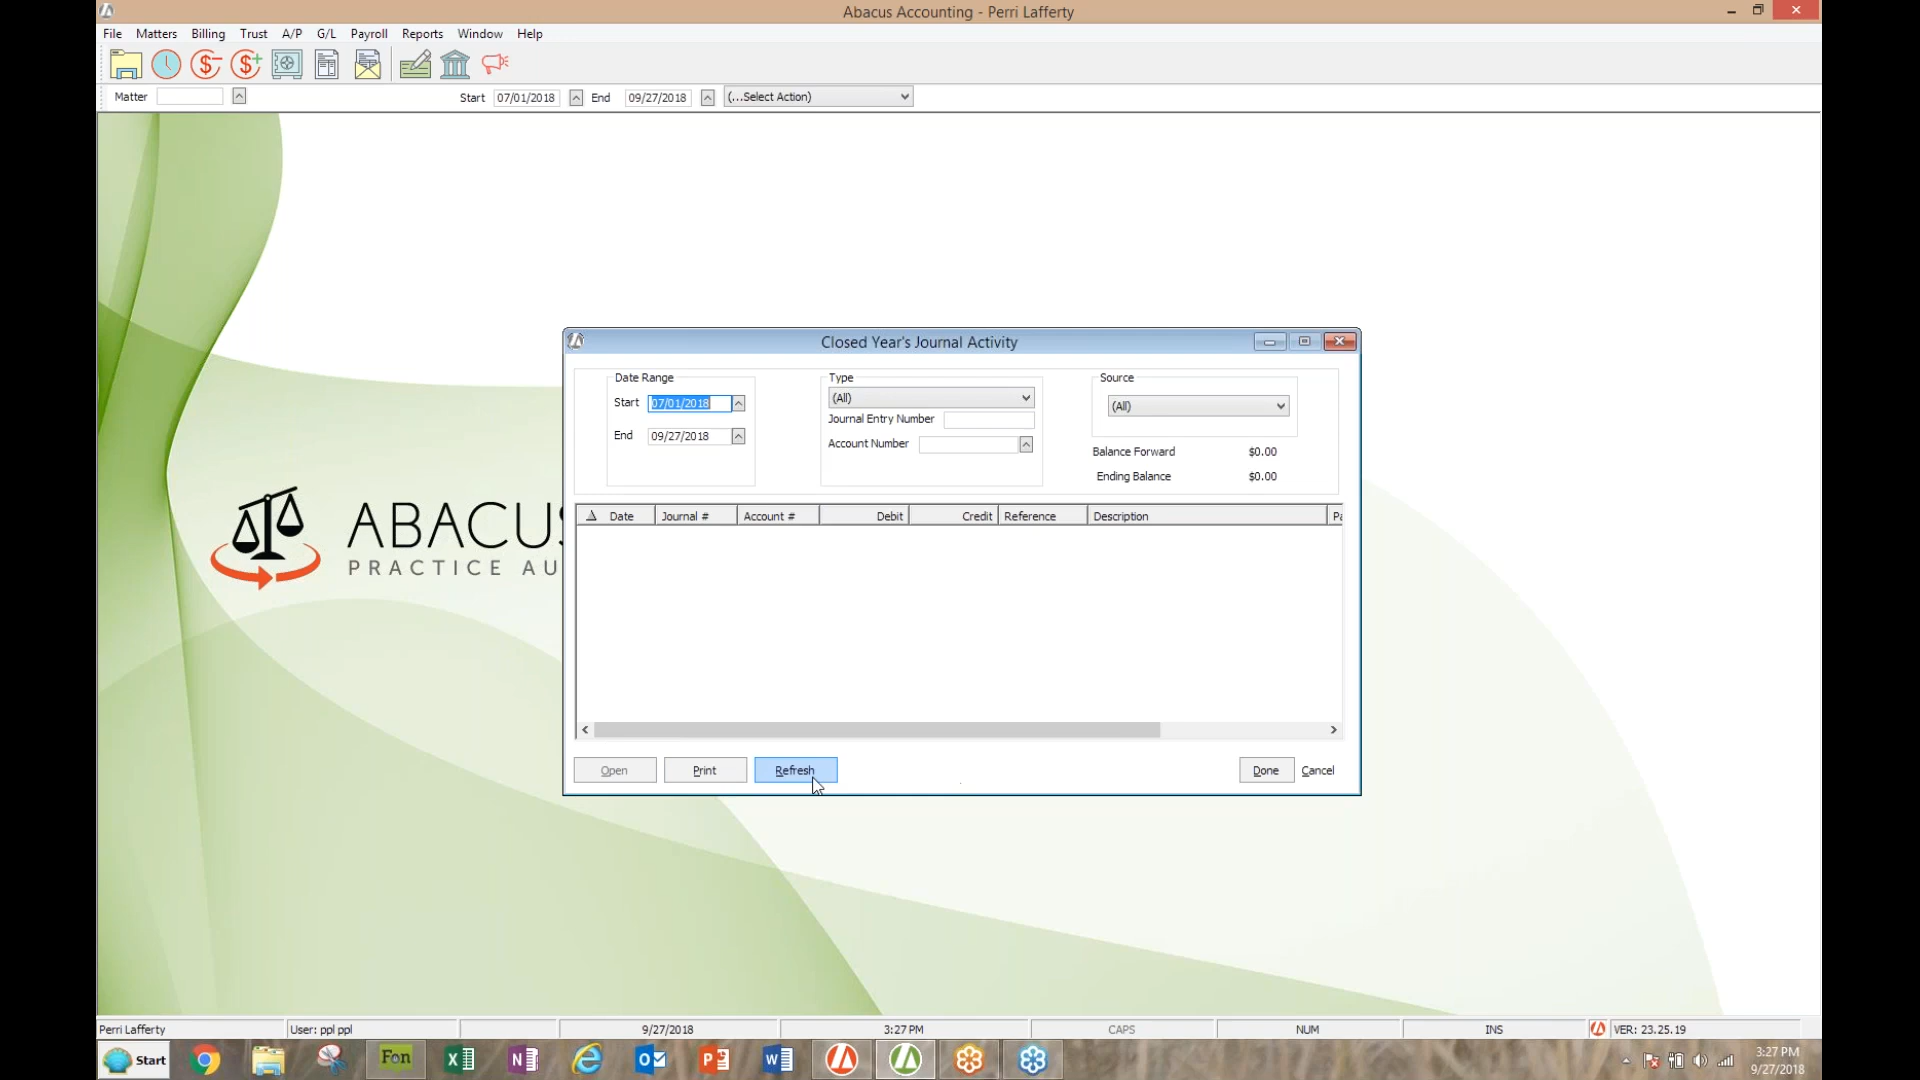 Abacus Accounting - Perri Lafferty
File Matters Billing Trust A/P G/L Payroll Reports Window Help
Matter Start 07/01/2018 End 09/27/2018 (...Select Action)
Closed Year's Journal Activity
Date Range Type Source
Start 07/01/2018 (All) (All)
Journal Entry Number
End 09/27/2018 Account Number
Balance Forward $0.00
Ending Balance $0.00
Date Journal # Account # Debit Credit Reference Description Pa
ABACUS
PRACTICE AU
Open Print Refresh Done Cancel
Perri Lafferty User: ppl ppl 9/27/2018 3:27 PM CAPS NUM INS VER: 23.25.19
Start Fon 3:27 PM
9/27/2018